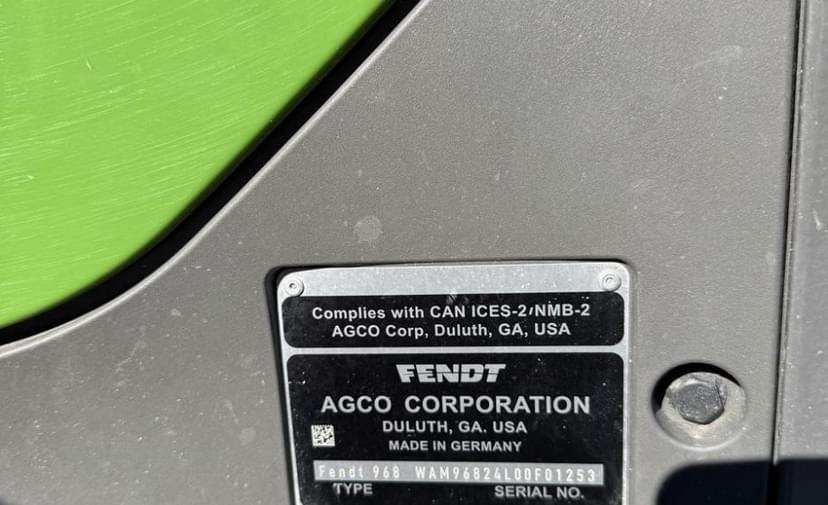 Complies with CAN ICES-2/NMB-2
AGCO Corp, Duluth, GA, USA
FENDT
AGCO CORPORATION
DULUTH, GA. USA
MADE IN GERMANY
Fendt 968 WAM96824L00F01253
TYPE SERIAL NO.